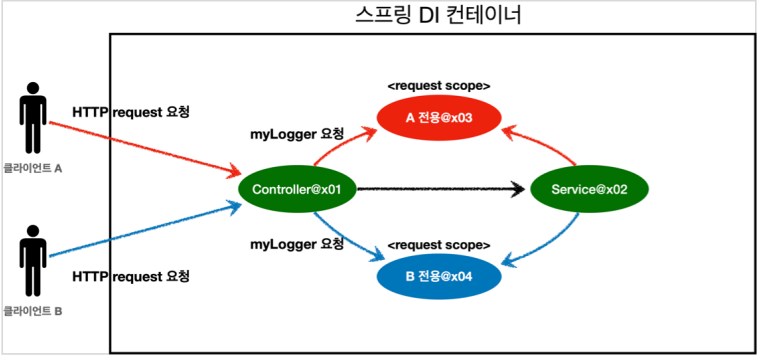 스프링 DI 컨테이너
<request scope>
HTTP request 요청
A 전용@x03
myLogger 요청
클라이언트 A
Controller@x01
Service@x02
myLogger 요청
<request scope>
HTTP request 요청
B 전용@x04
클라이언트 B